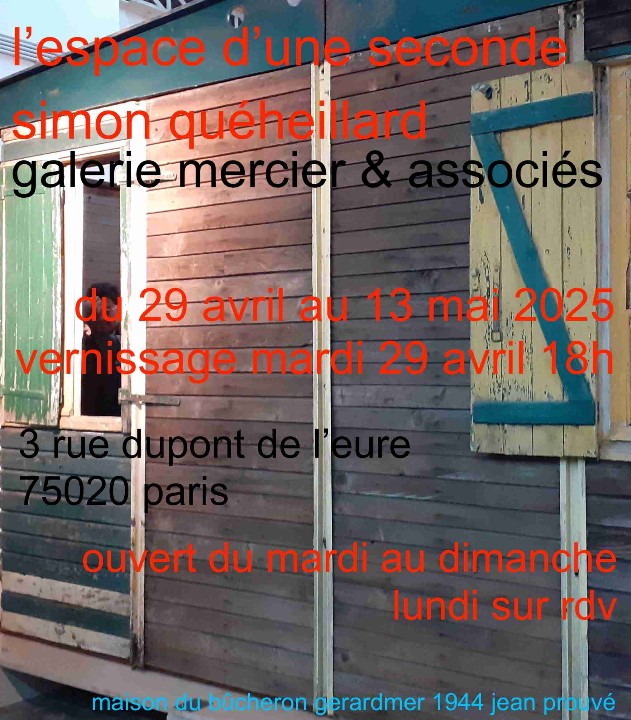 l'espace d'une seconde
simon quéheillard
galerie mercier & associés
du 29 avril au 13 mai 2025
vernissage mardi 29 avril 18h
3 rue dupont de l'eure
75020 paris
ouvert du mardi au dimanche
lundi sur rdv
maison du bûcheron gerardmer 1944 jean prouvé